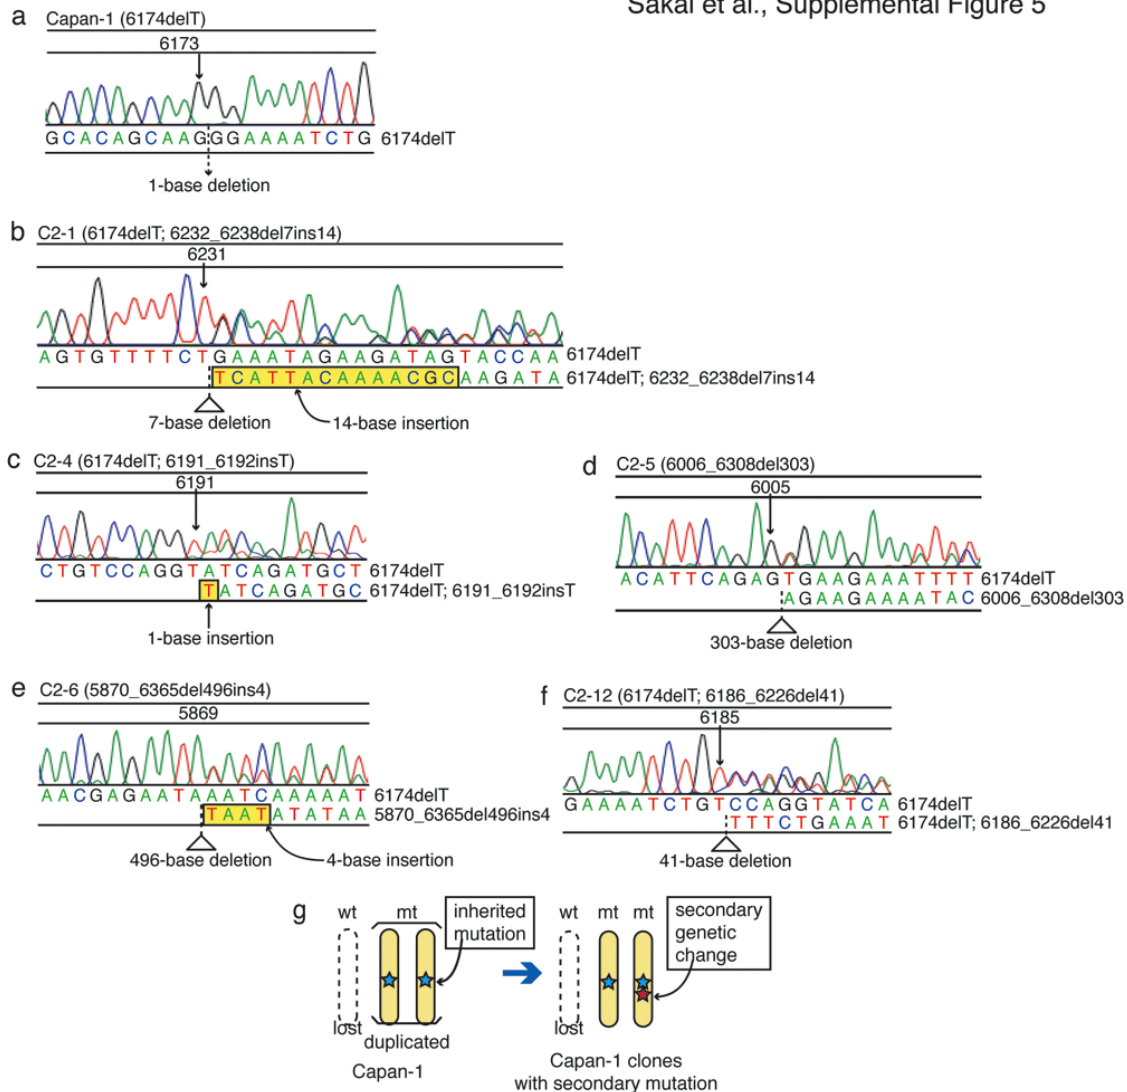 Sakai et al., Supplemental Figure 5
a
Capan-1 (6174delT)
6173
GCACAGCAAGGGAAAATCTG 6174delT
1-base deletion
b
C2-1 (6174delT; 6232_6238del7ins14)
6231
AGTGTTTTCTGAAATAGAAGATAGTACCAA 6174delT
TCATTACAAAACGCAAGATA 6174delT; 6232_6238del7ins14
7-base deletion
14-base insertion
c
C2-4 (6174delT; 6191_6192insT)
6191
CTGTCCAGGTATCAGATGCT 6174delT
TATCAGATGC 6174delT; 6191_6192insT
1-base insertion
d
C2-5 (6006_6308del303)
6005
ACATTCAGAGTGAAGAAATTTT 6174delT
AGAAGAAAATAC 6006_6308del303
303-base deletion
e
C2-6 (5870_6365del496ins4)
5869
AACGAGAATAAATCAAAAAT 6174delT
TAATATATAA 5870_6365del496ins4
496-base deletion
4-base insertion
f
C2-12 (6174delT; 6186_6226del41)
6185
GAAAATCTGTCCAGGTATCA 6174delT
TTTCTGAAAT 6174delT; 6186_6226del41
41-base deletion
g
wt
mt
inherited
mutation
lost
duplicated
Capan-1
wt
mt
mt
secondary
genetic
change
lost
Capan-1 clones
with secondary mutation